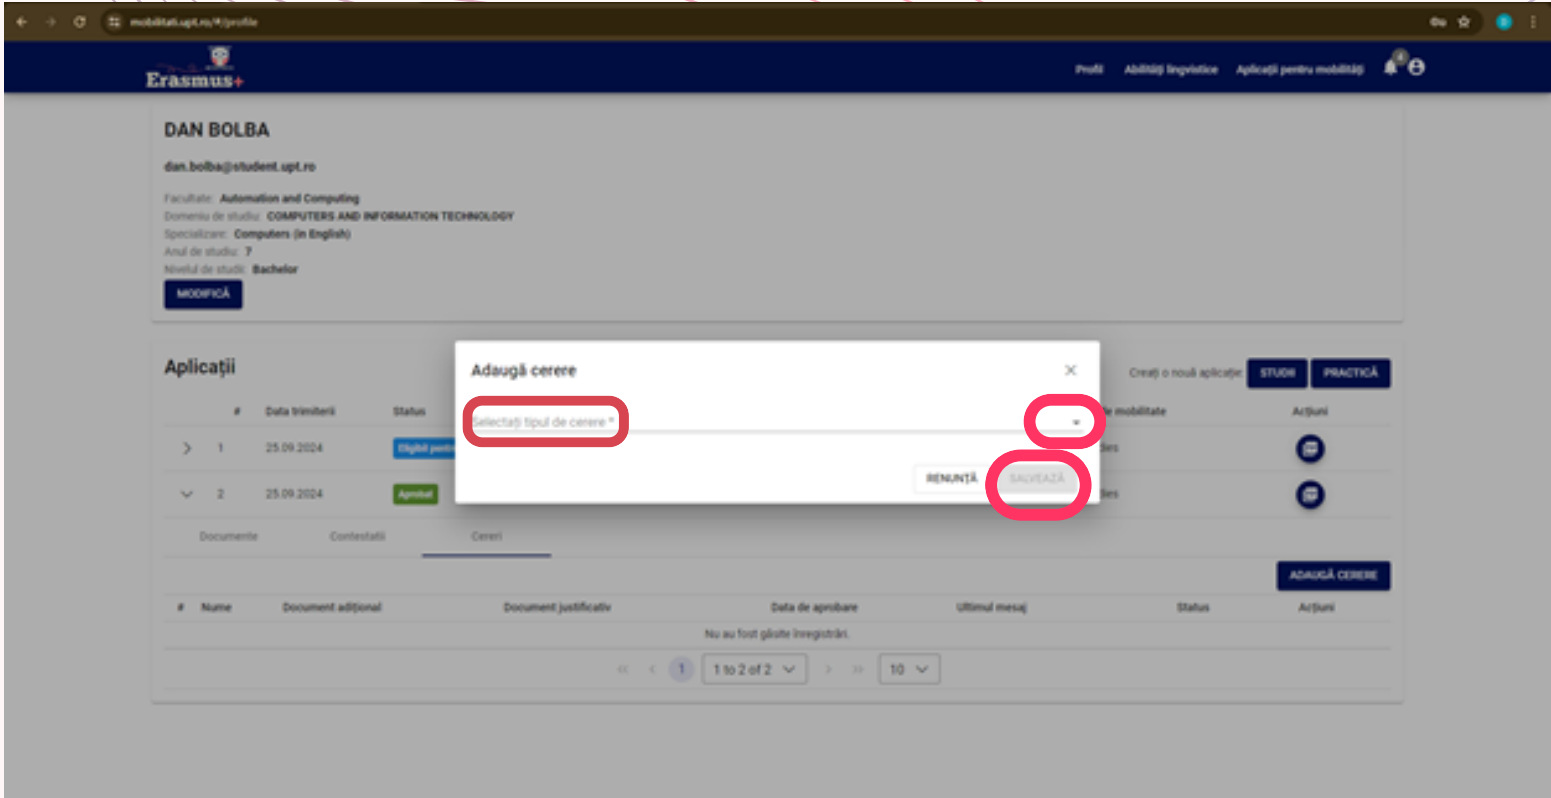 mobilitati.upt.ro/#/profile
Erasmus+
Profil Abilități lingvistice Aplicații pentru mobilități
DAN BOLBA
dan.bolba@student.upt.ro
Facultate: Automation and Computing
Domeniu de studiu: COMPUTERS AND INFORMATION TECHNOLOGY
Specializare: Computers (in English)
Anul de studiu: ?
Nivelul de studii: Bachelor
MODIFICĂ
Aplicații
Creați o nouă aplicație: STUDII PRACTICĂ
Adaugă cerere
Selectați tipul de cerere *
RENUNȚĂ SALVEAZĂ
# Data trimiterii Status de mobilitate Acțiuni
1 25.09.2024 Eligibil pentru
2 25.09.2024 Aprobat
Documente Contestatii Cereri
ADAUGĂ CERERE
# Nume Document adițional Document justificativ Data de aprobare Ultimul mesaj Status Acțiuni
Nu au fost găsite înregistrări.
<< < 1 1 to 2 of 2 > >> 10